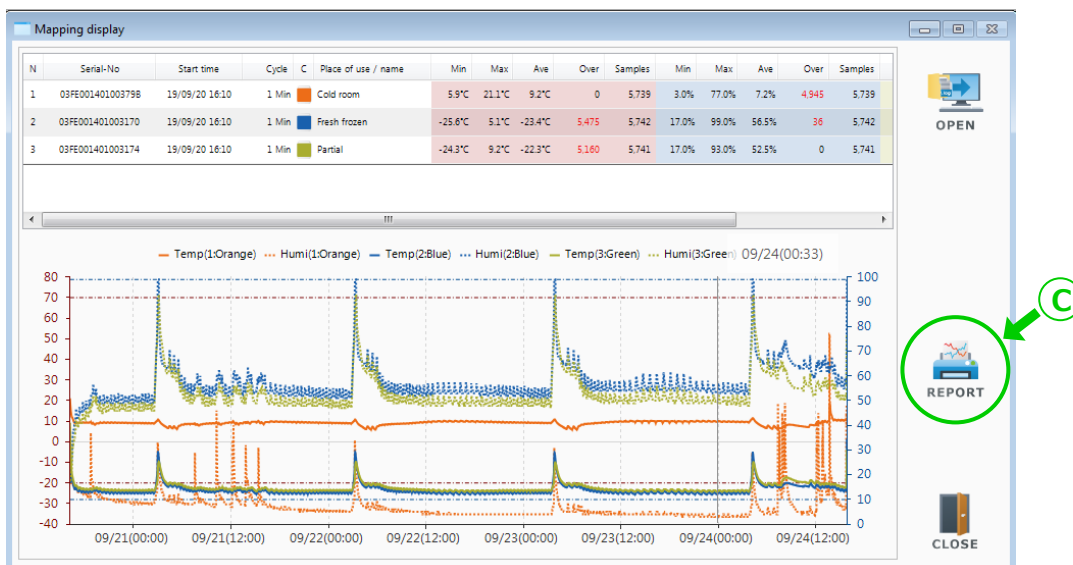 Mapping display
N Serial-No Start time Cycle C Place of use / name Min Max Ave Over Samples Min Max Ave Over Samples
1 03FE00140100379B 19/09/20 16:10 1 Min Cold room 5.9°C 21.1°C 9.2°C 0 5,739 3.0% 77.0% 7.2% 4,945 5,739
2 03FE001401003170 19/09/20 16:10 1 Min Fresh frozen -25.6°C 5.1°C -23.4°C 5,475 5,742 17.0% 99.0% 56.5% 36 5,742
3 03FE001401003174 19/09/20 16:10 1 Min Partial -24.3°C 9.2°C -22.3°C 5,160 5,741 17.0% 93.0% 52.5% 0 5,741
OPEN
Temp(1:Orange) Humi(1:Orange) Temp(2:Blue) Humi(2:Blue) Temp(3:Green) Humi(3:Green) 09/24(00:33)
80
70
60
50
40
30
20
10
0
-10
-20
-30
-40
100
90
80
70
60
50
40
30
20
10
0
09/21(00:00) 09/21(12:00) 09/22(00:00) 09/22(12:00) 09/23(00:00) 09/23(12:00) 09/24(00:00) 09/24(12:00)
C
REPORT
CLOSE